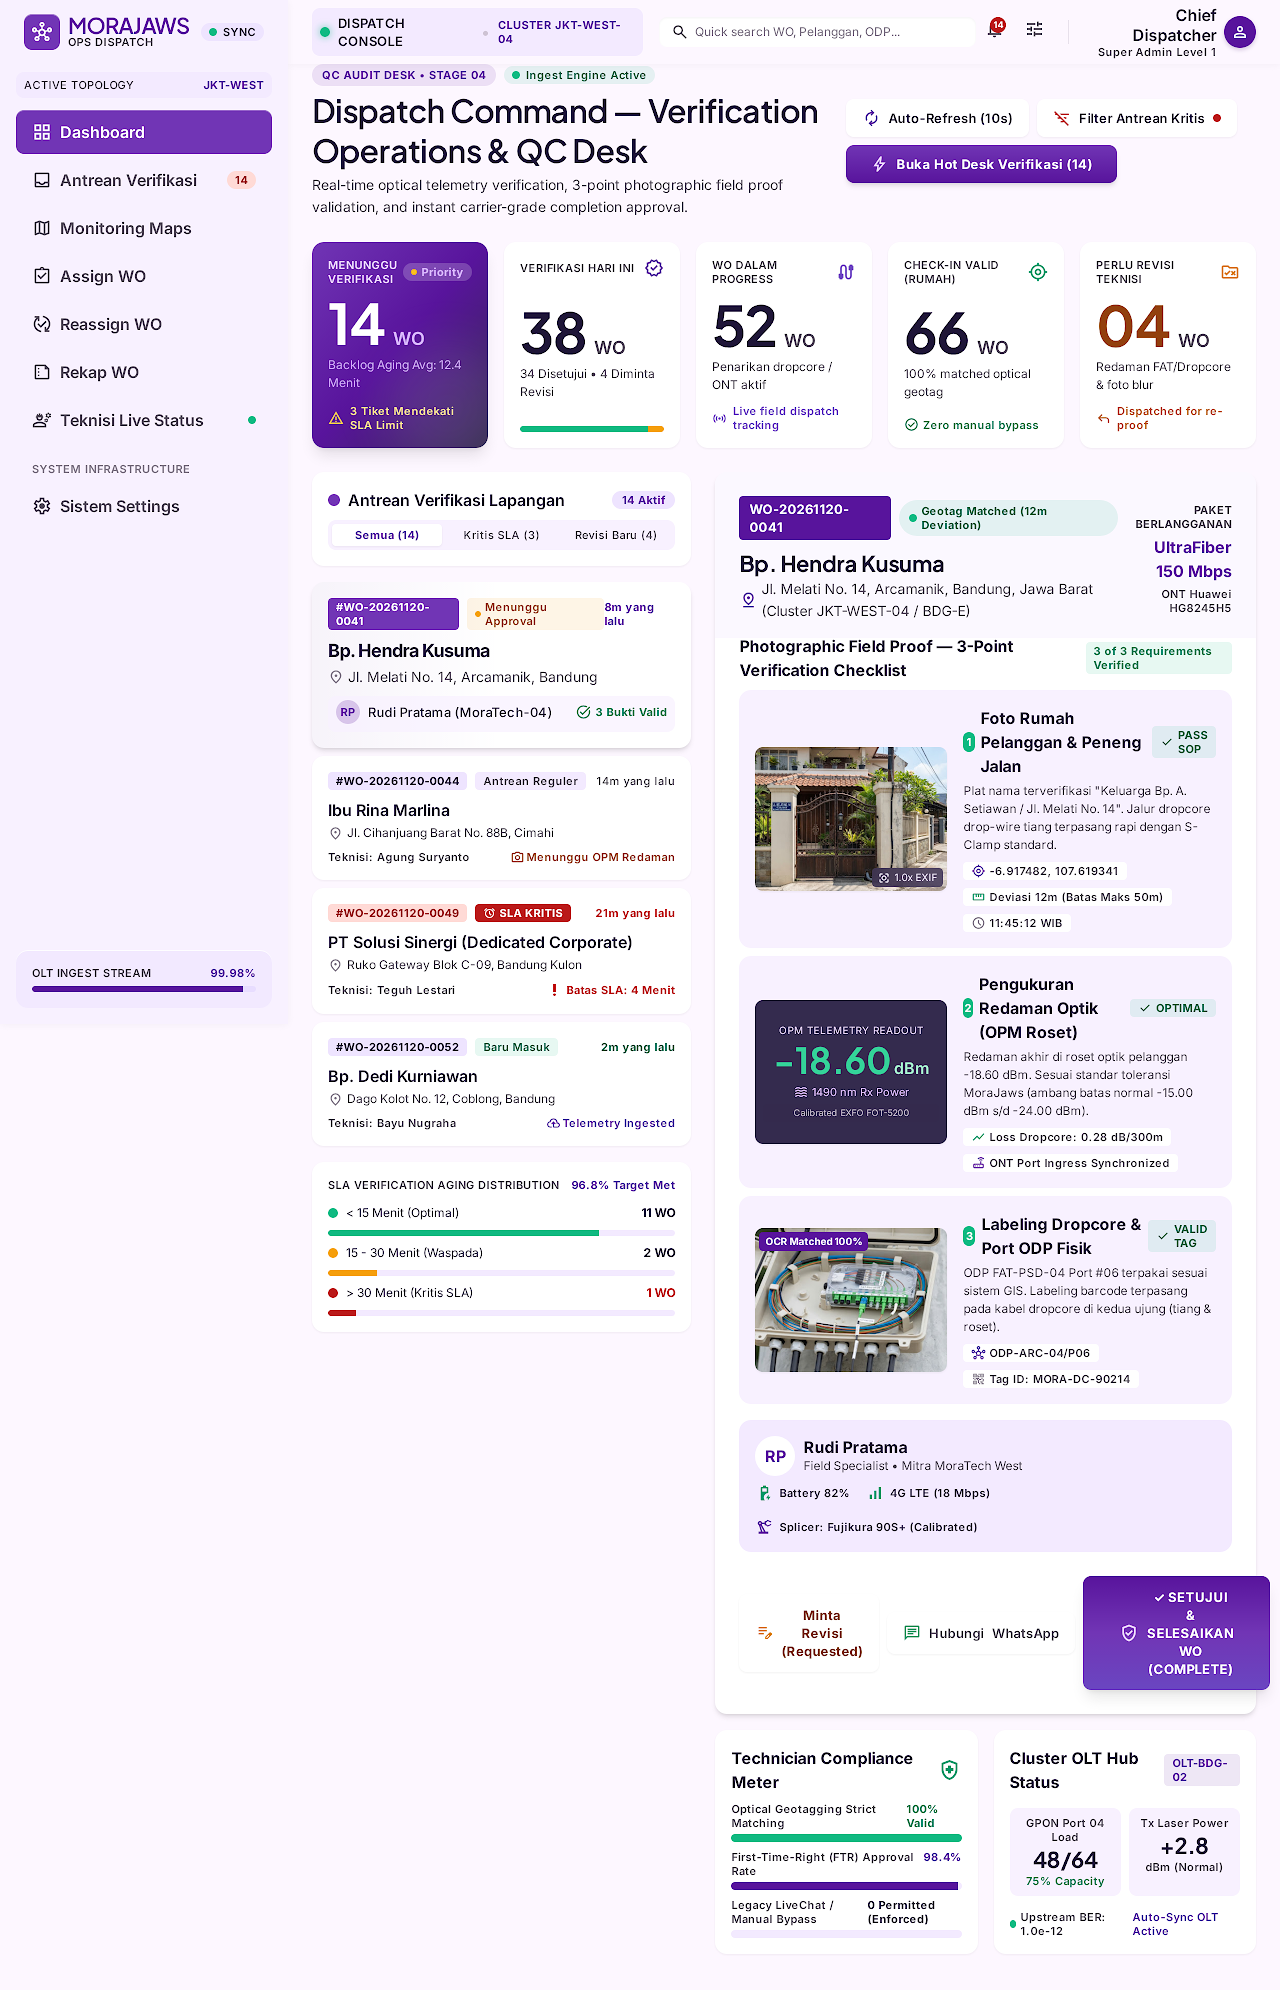 MORAJAWS
OPS DISPATCH
SYNC
ACTIVE TOPOLOGY
JKT-WEST
Dashboard
Antrean Verifikasi
14
Monitoring Maps
Assign WO
Reassign WO
Rekap WO
Teknisi Live Status
SYSTEM INFRASTRUCTURE
Sistem Settings
OLT INGEST STREAM
99.98%
DISPATCH
CONSOLE
CLUSTER JKT-WEST-
04
Quick search WO, Pelanggan, ODP...
14
Chief
Dispatcher
Super Admin Level 1
QC AUDIT DESK • STAGE 04
Ingest Engine Active
Dispatch Command — Verification
Operations & QC Desk
Real-time optical telemetry verification, 3-point photographic field proof
validation, and instant carrier-grade completion approval.
Auto-Refresh (10s)
Filter Antrean Kritis
Buka Hot Desk Verifikasi (14)
MENUNGGU
VERIFIKASI
Priority
14 WO
Backlog Aging Avg: 12.4
Menit
3 Tiket Mendekati
SLA Limit
VERIFIKASI HARI INI
38 WO
34 Disetujui • 4 Diminta
Revisi
WO DALAM
PROGRESS
52 WO
Penarikan dropcore /
ONT aktif
Live field dispatch
tracking
CHECK-IN VALID
(RUMAH)
66 WO
100% matched optical
geotag
Zero manual bypass
PERLU REVISI
TEKNISI
04 WO
Redaman FAT/Dropcore
& foto blur
Dispatched for re-
proof
Antrean Verifikasi Lapangan
14 Aktif
Semua (14)
Kritis SLA (3)
Revisi Baru (4)
#WO-20261120-
0041
Menunggu
Approval
8m yang
lalu
Bp. Hendra Kusuma
Jl. Melati No. 14, Arcamanik, Bandung
RP
Rudi Pratama (MoraTech-04)
3 Bukti Valid
#WO-20261120-0044
Antrean Reguler
14m yang lalu
Ibu Rina Marlina
Jl. Cihanjuang Barat No. 88B, Cimahi
Teknisi: Agung Suryanto
Menunggu OPM Redaman
#WO-20261120-0049
SLA KRITIS
21m yang lalu
PT Solusi Sinergi (Dedicated Corporate)
Ruko Gateway Blok C-09, Bandung Kulon
Teknisi: Teguh Lestari
Batas SLA: 4 Menit
#WO-20261120-0052
Baru Masuk
2m yang lalu
Bp. Dedi Kurniawan
Dago Kolot No. 12, Coblong, Bandung
Teknisi: Bayu Nugraha
Telemetry Ingested
SLA VERIFICATION AGING DISTRIBUTION
96.8% Target Met
< 15 Menit (Optimal)
11 WO
15 - 30 Menit (Waspada)
2 WO
> 30 Menit (Kritis SLA)
1 WO
WO-20261120-
0041
Geotag Matched (12m
Deviation)
Bp. Hendra Kusuma
Jl. Melati No. 14, Arcamanik, Bandung, Jawa Barat
(Cluster JKT-WEST-04 / BDG-E)
PAKET
BERLANGGANAN
UltraFiber
150 Mbps
ONT Huawei
HG8245H5
Photographic Field Proof — 3-Point
Verification Checklist
3 of 3 Requirements
Verified
1.0x EXIF
1
Foto Rumah
Pelanggan & Peneng
Jalan
PASS
SOP
Plat nama terverifikasi "Keluarga Bp. A.
Setiawan / Jl. Melati No. 14". Jalur dropcore
drop-wire tiang terpasang rapi dengan S-
Clamp standard.
-6.917482, 107.619341
Deviasi 12m (Batas Maks 50m)
11:45:12 WIB
OPM TELEMETRY READOUT
-18.60 dBm
1490 nm Rx Power
Calibrated EXFO FOT-5200
2
Pengukuran
Redaman Optik
(OPM Roset)
OPTIMAL
Redaman akhir di roset optik pelanggan
-18.60 dBm. Sesuai standar toleransi
MoraJaws (ambang batas normal -15.00
dBm s/d -24.00 dBm).
Loss Dropcore: 0.28 dB/300m
ONT Port Ingress Synchronized
OCR Matched 100%
3
Labeling Dropcore &
Port ODP Fisik
VALID
TAG
ODP FAT-PSD-04 Port #06 terpakai sesuai
sistem GIS. Labeling barcode terpasang
pada kabel dropcore di kedua ujung (tiang &
roset).
ODP-ARC-04/P06
Tag ID: MORA-DC-90214
RP
Rudi Pratama
Field Specialist • Mitra MoraTech West
Battery 82%
4G LTE (18 Mbps)
Splicer: Fujikura 90S+ (Calibrated)
Minta
Revisi
(Requested)
Hubungi WhatsApp
✓ SETUJUI
&
SELESAIKAN
WO
(COMPLETE)
Technician Compliance
Meter
Optical Geotagging Strict
Matching
100%
Valid
First-Time-Right (FTR) Approval
Rate
98.4%
Legacy LiveChat /
Manual Bypass
0 Permitted
(Enforced)
Cluster OLT Hub
Status
OLT-BDG-
02
GPON Port 04
Load
48/64
75% Capacity
Tx Laser Power
+2.8
dBm (Normal)
Upstream BER:
1.0e-12
Auto-Sync OLT
Active